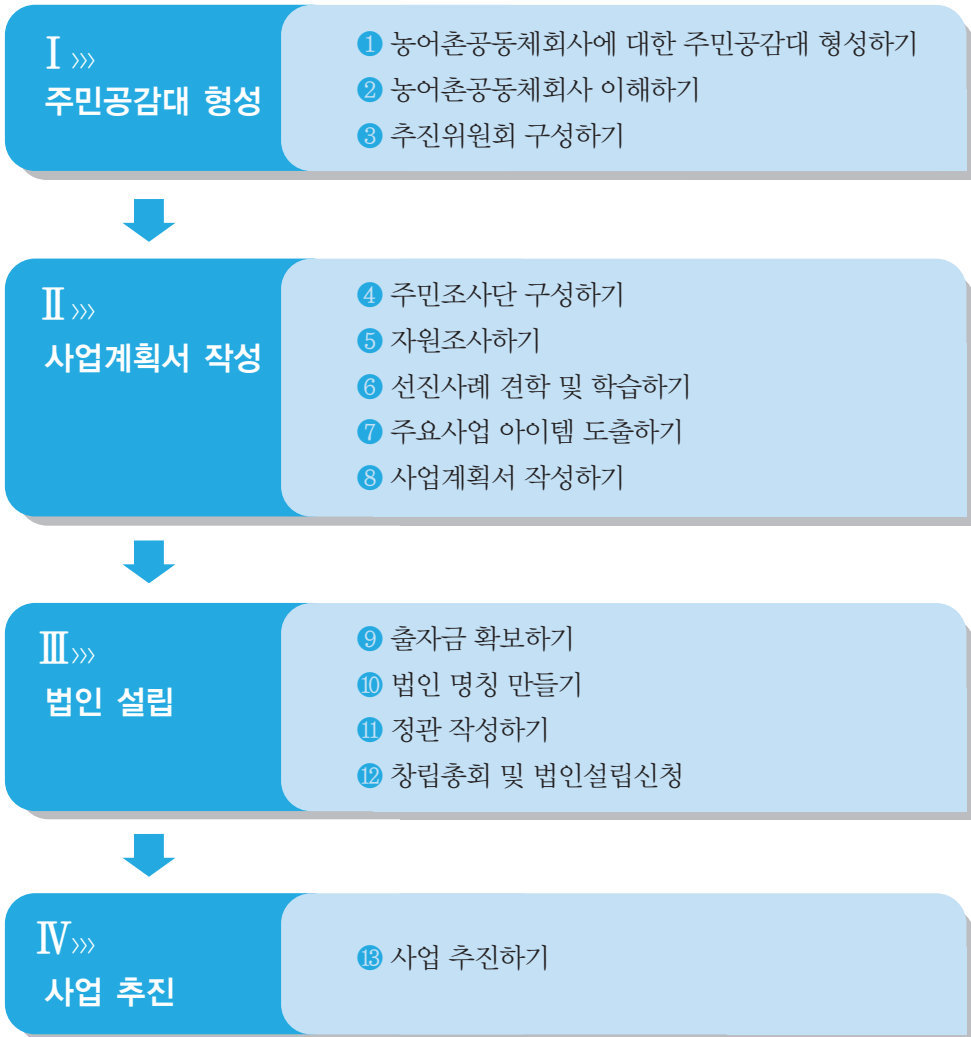 Ⅰ >>>
주민공감대 형성
❶ 농어촌공동체회사에 대한 주민공감대 형성하기
❷ 농어촌공동체회사 이해하기
❸ 추진위원회 구성하기
Ⅱ >>>
사업계획서 작성
❹ 주민조사단 구성하기
❺ 자원조사하기
❻ 선진사례 견학 및 학습하기
❼ 주요사업 아이템 도출하기
❽ 사업계획서 작성하기
Ⅲ >>>
법인 설립
❾ 출자금 확보하기
❿ 법인 명칭 만들기
⓫ 정관 작성하기
⓬ 창립총회 및 법인설립신청
Ⅳ >>>
사업 추진
⓭ 사업 추진하기